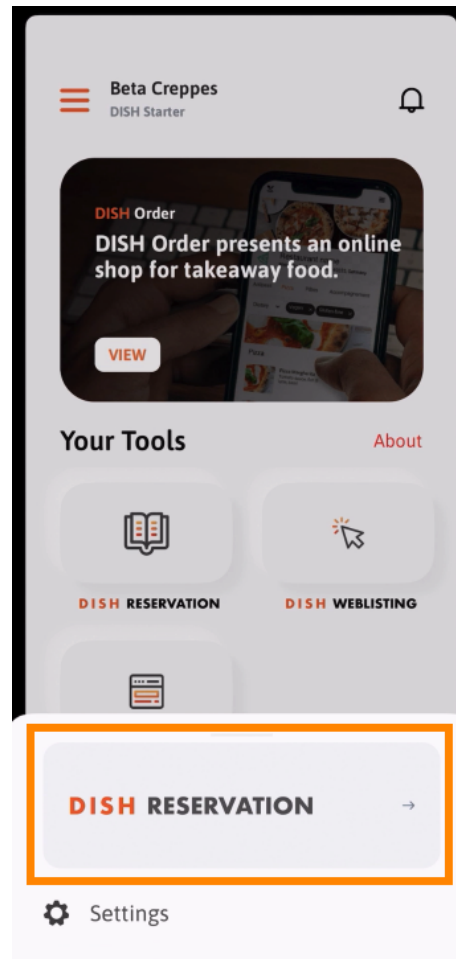 Beta Creppes
DISH Starter
DISH Order
DISH Order presents an online
shop for takeaway food.
VIEW
Your Tools
About
DISH RESERVATION
DISH WEBLISTING
DISH RESERVATION →
Settings